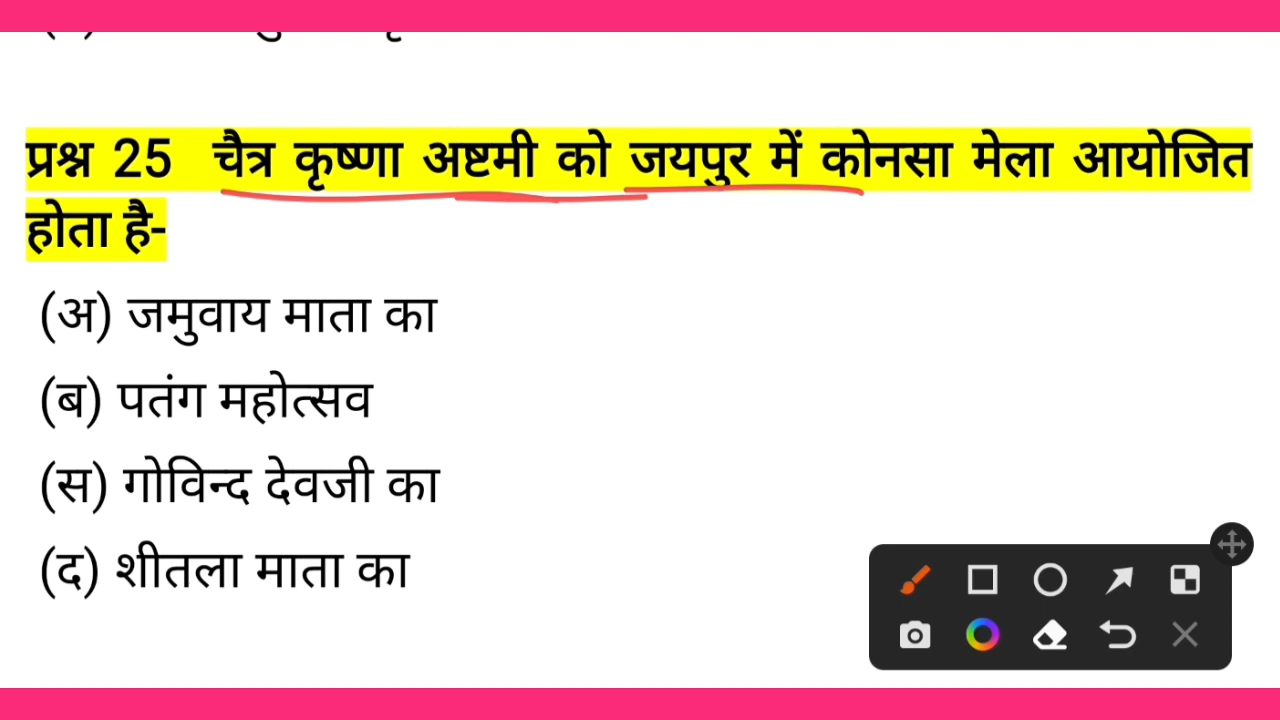 प्रश्न 25 चैत्र कृष्णा अष्टमी को जयपुर में कोनसा मेला आयोजित
होता है-
(अ) जमुवाय माता का
(ब) पतंग महोत्सव
(स) गोविन्द देवजी का
(द) शीतला माता का